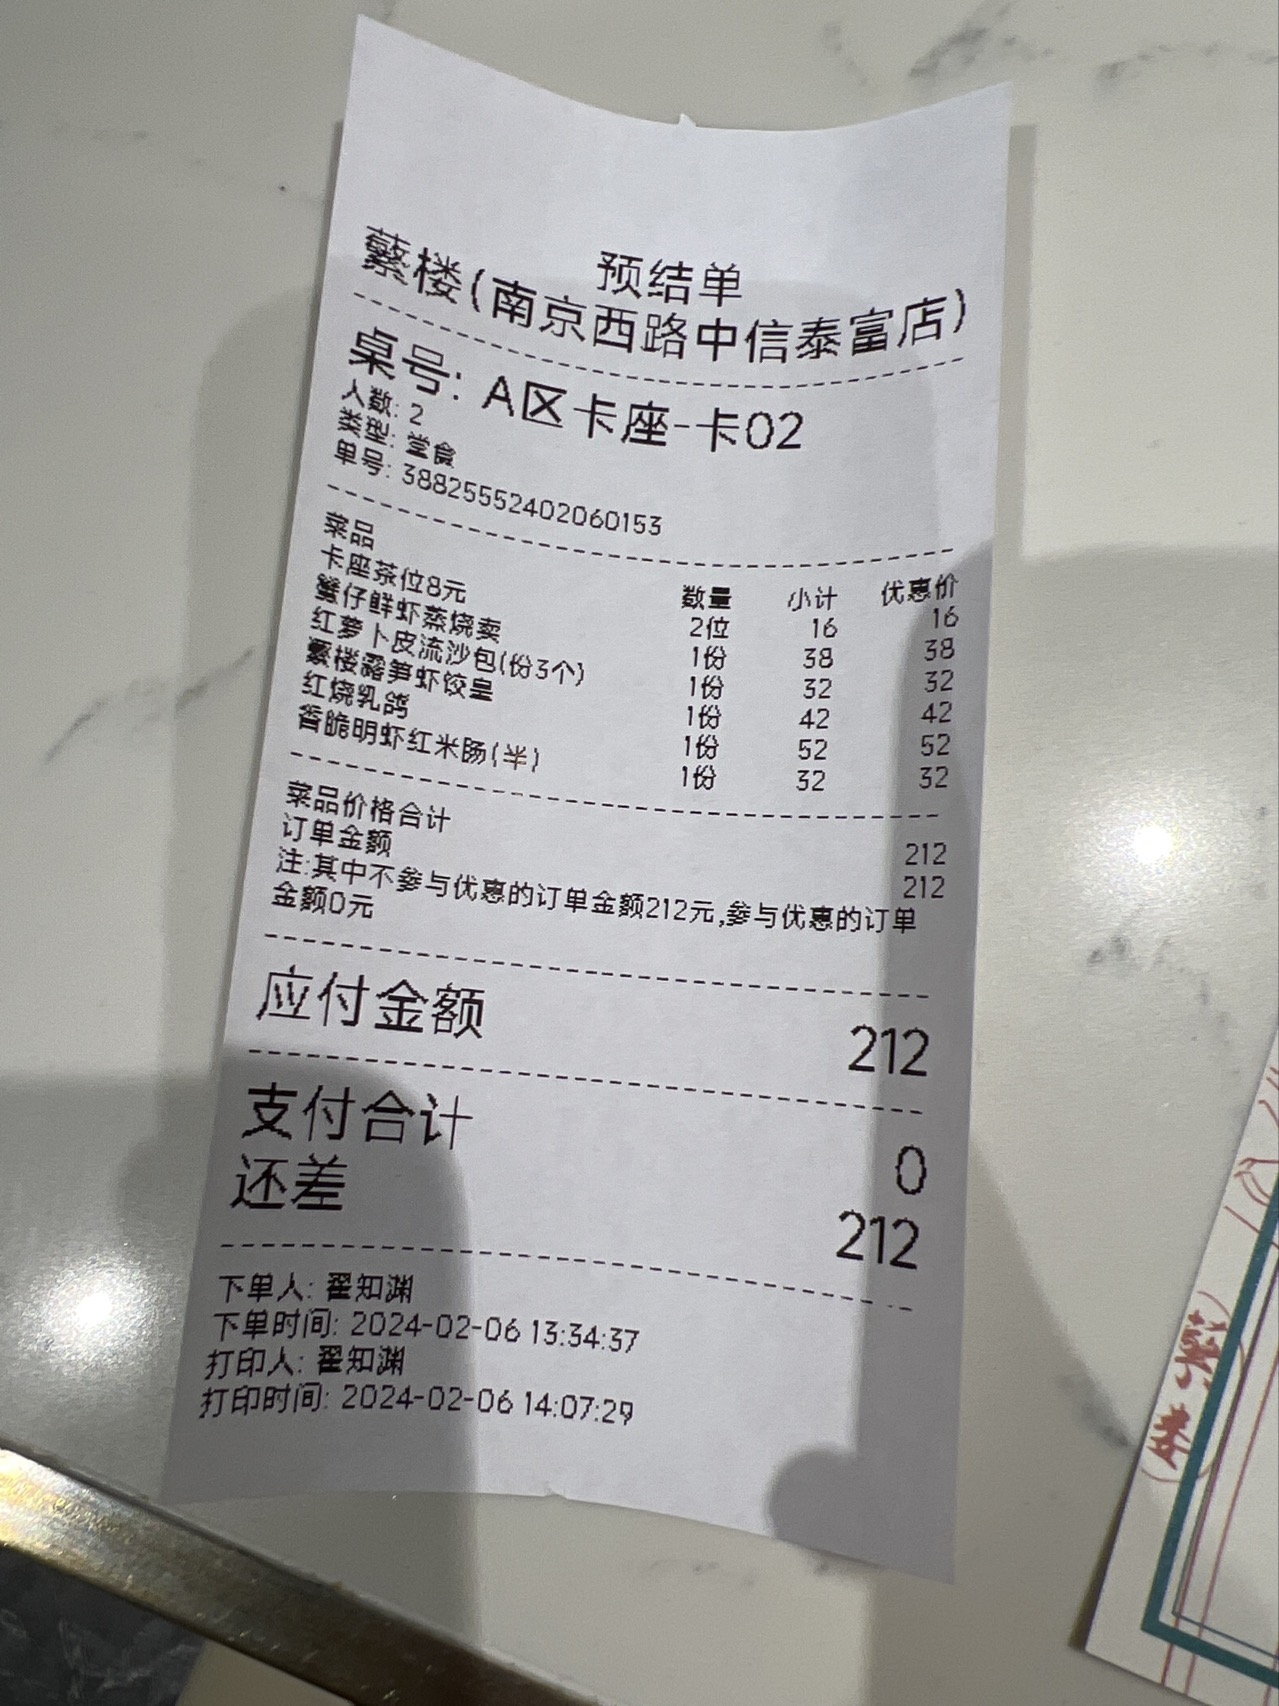 预结单
蘩楼(南京西路中信泰富店)
桌号: A区卡座-卡02
人数: 2
类型: 堂食
单号: 38825552402060153
菜品 数量 小计 优惠价
卡座茶位8元 2位 16 16
蟹仔鲜虾蒸烧卖 1份 38 38
红萝卜皮流沙包(份3个) 1份 32 32
蘩楼露笋虾饺皇 1份 42 42
红烧乳鸽 1份 52 52
香脆明虾红米肠(半) 1份 32 32
菜品价格合计 212
订单金额 212
注:其中不参与优惠的订单金额212元,参与优惠的订单
金额0元
应付金额 212
支付合计 0
还差 212
下单人: 翟知渊
下单时间: 2024-02-06 13:34:37
打印人: 翟知渊
打印时间: 2024-02-06 14:07:29
蘩楼